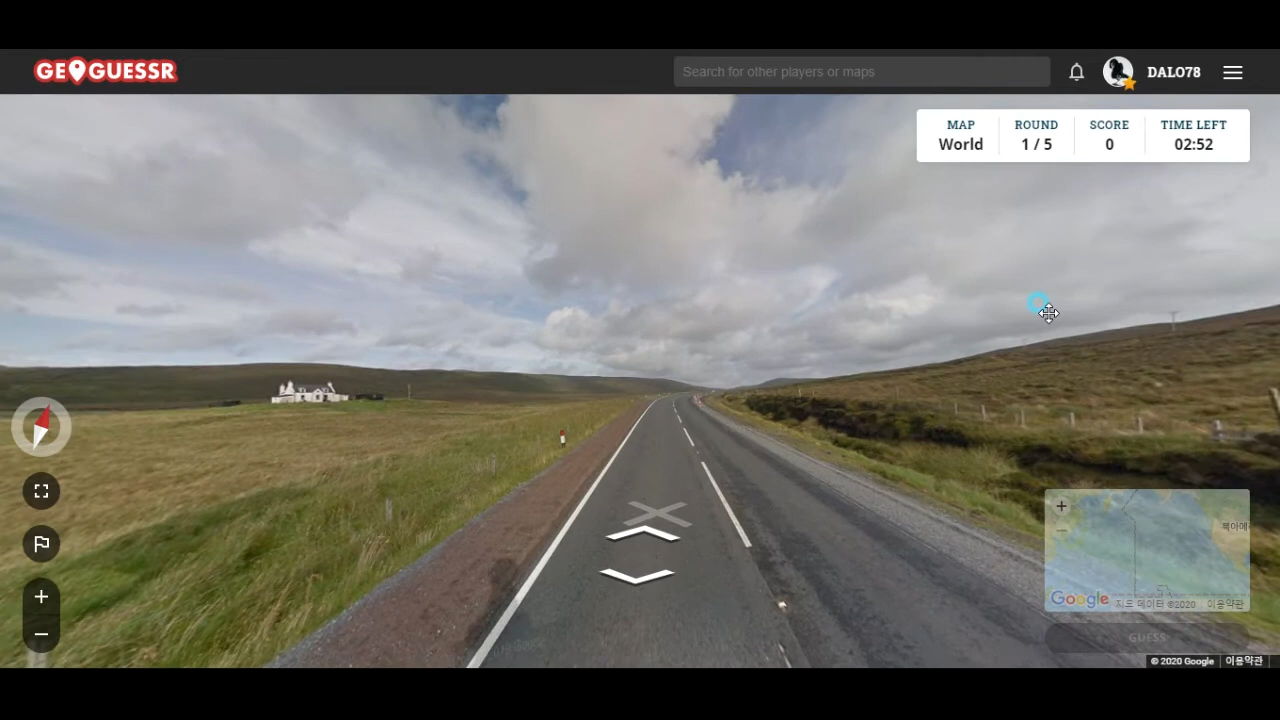 GEOGUESSR
Search for other players or maps
DALO78
MAP ROUND SCORE TIME LEFT
World 1 / 5 0 02:52
Google 지도 데이터 ©2020 이용약관
GUESS
© 2020 Google 이용약관